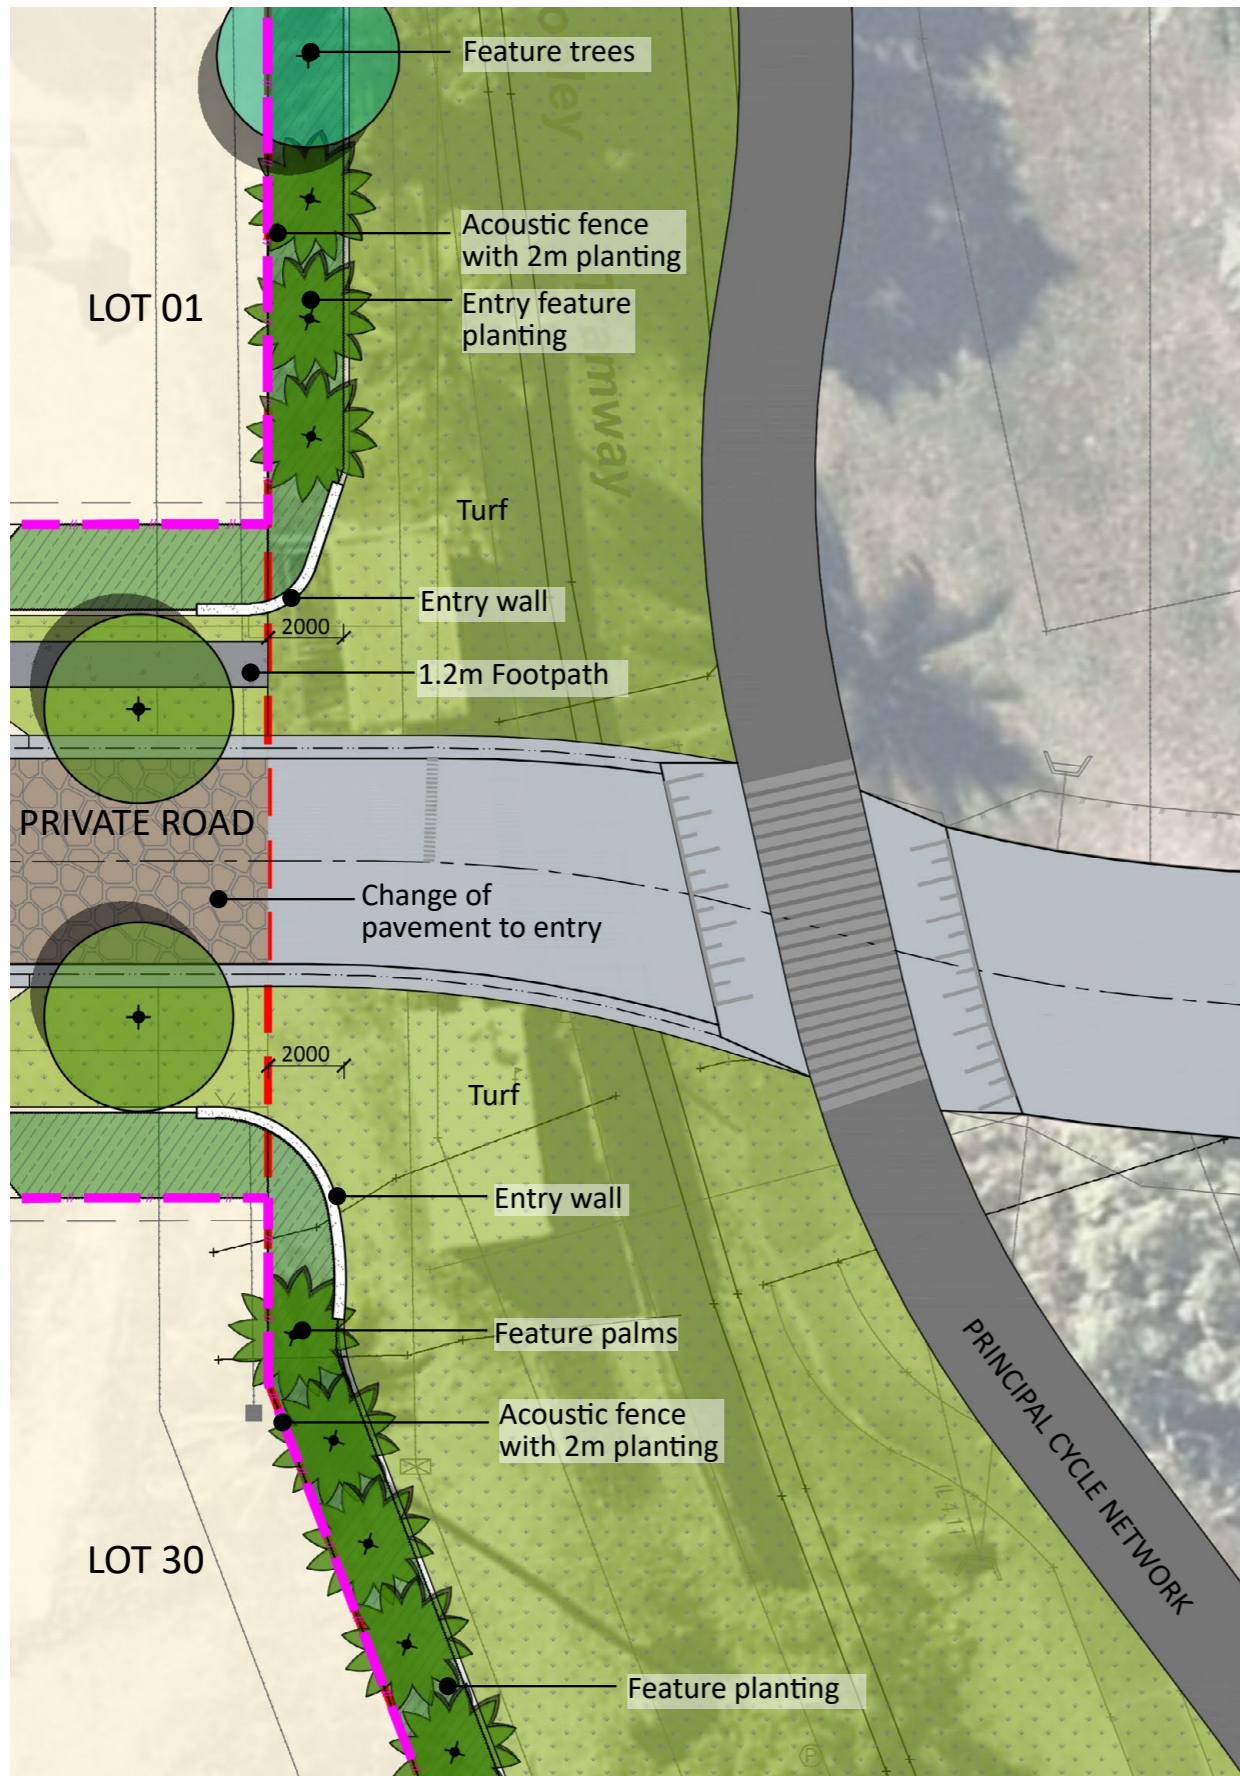 Feature trees
Acoustic fence
with 2m planting
LOT 01
Entry feature
planting
Turf
Entry wall
2000
1.2m Footpath
PRIVATE ROAD
Change of
pavement to entry
2000
Turf
Entry wall
Feature palms
PRINCIPAL CYCLE NETWORK
Acoustic fence
with 2m planting
LOT 30
Feature planting
P